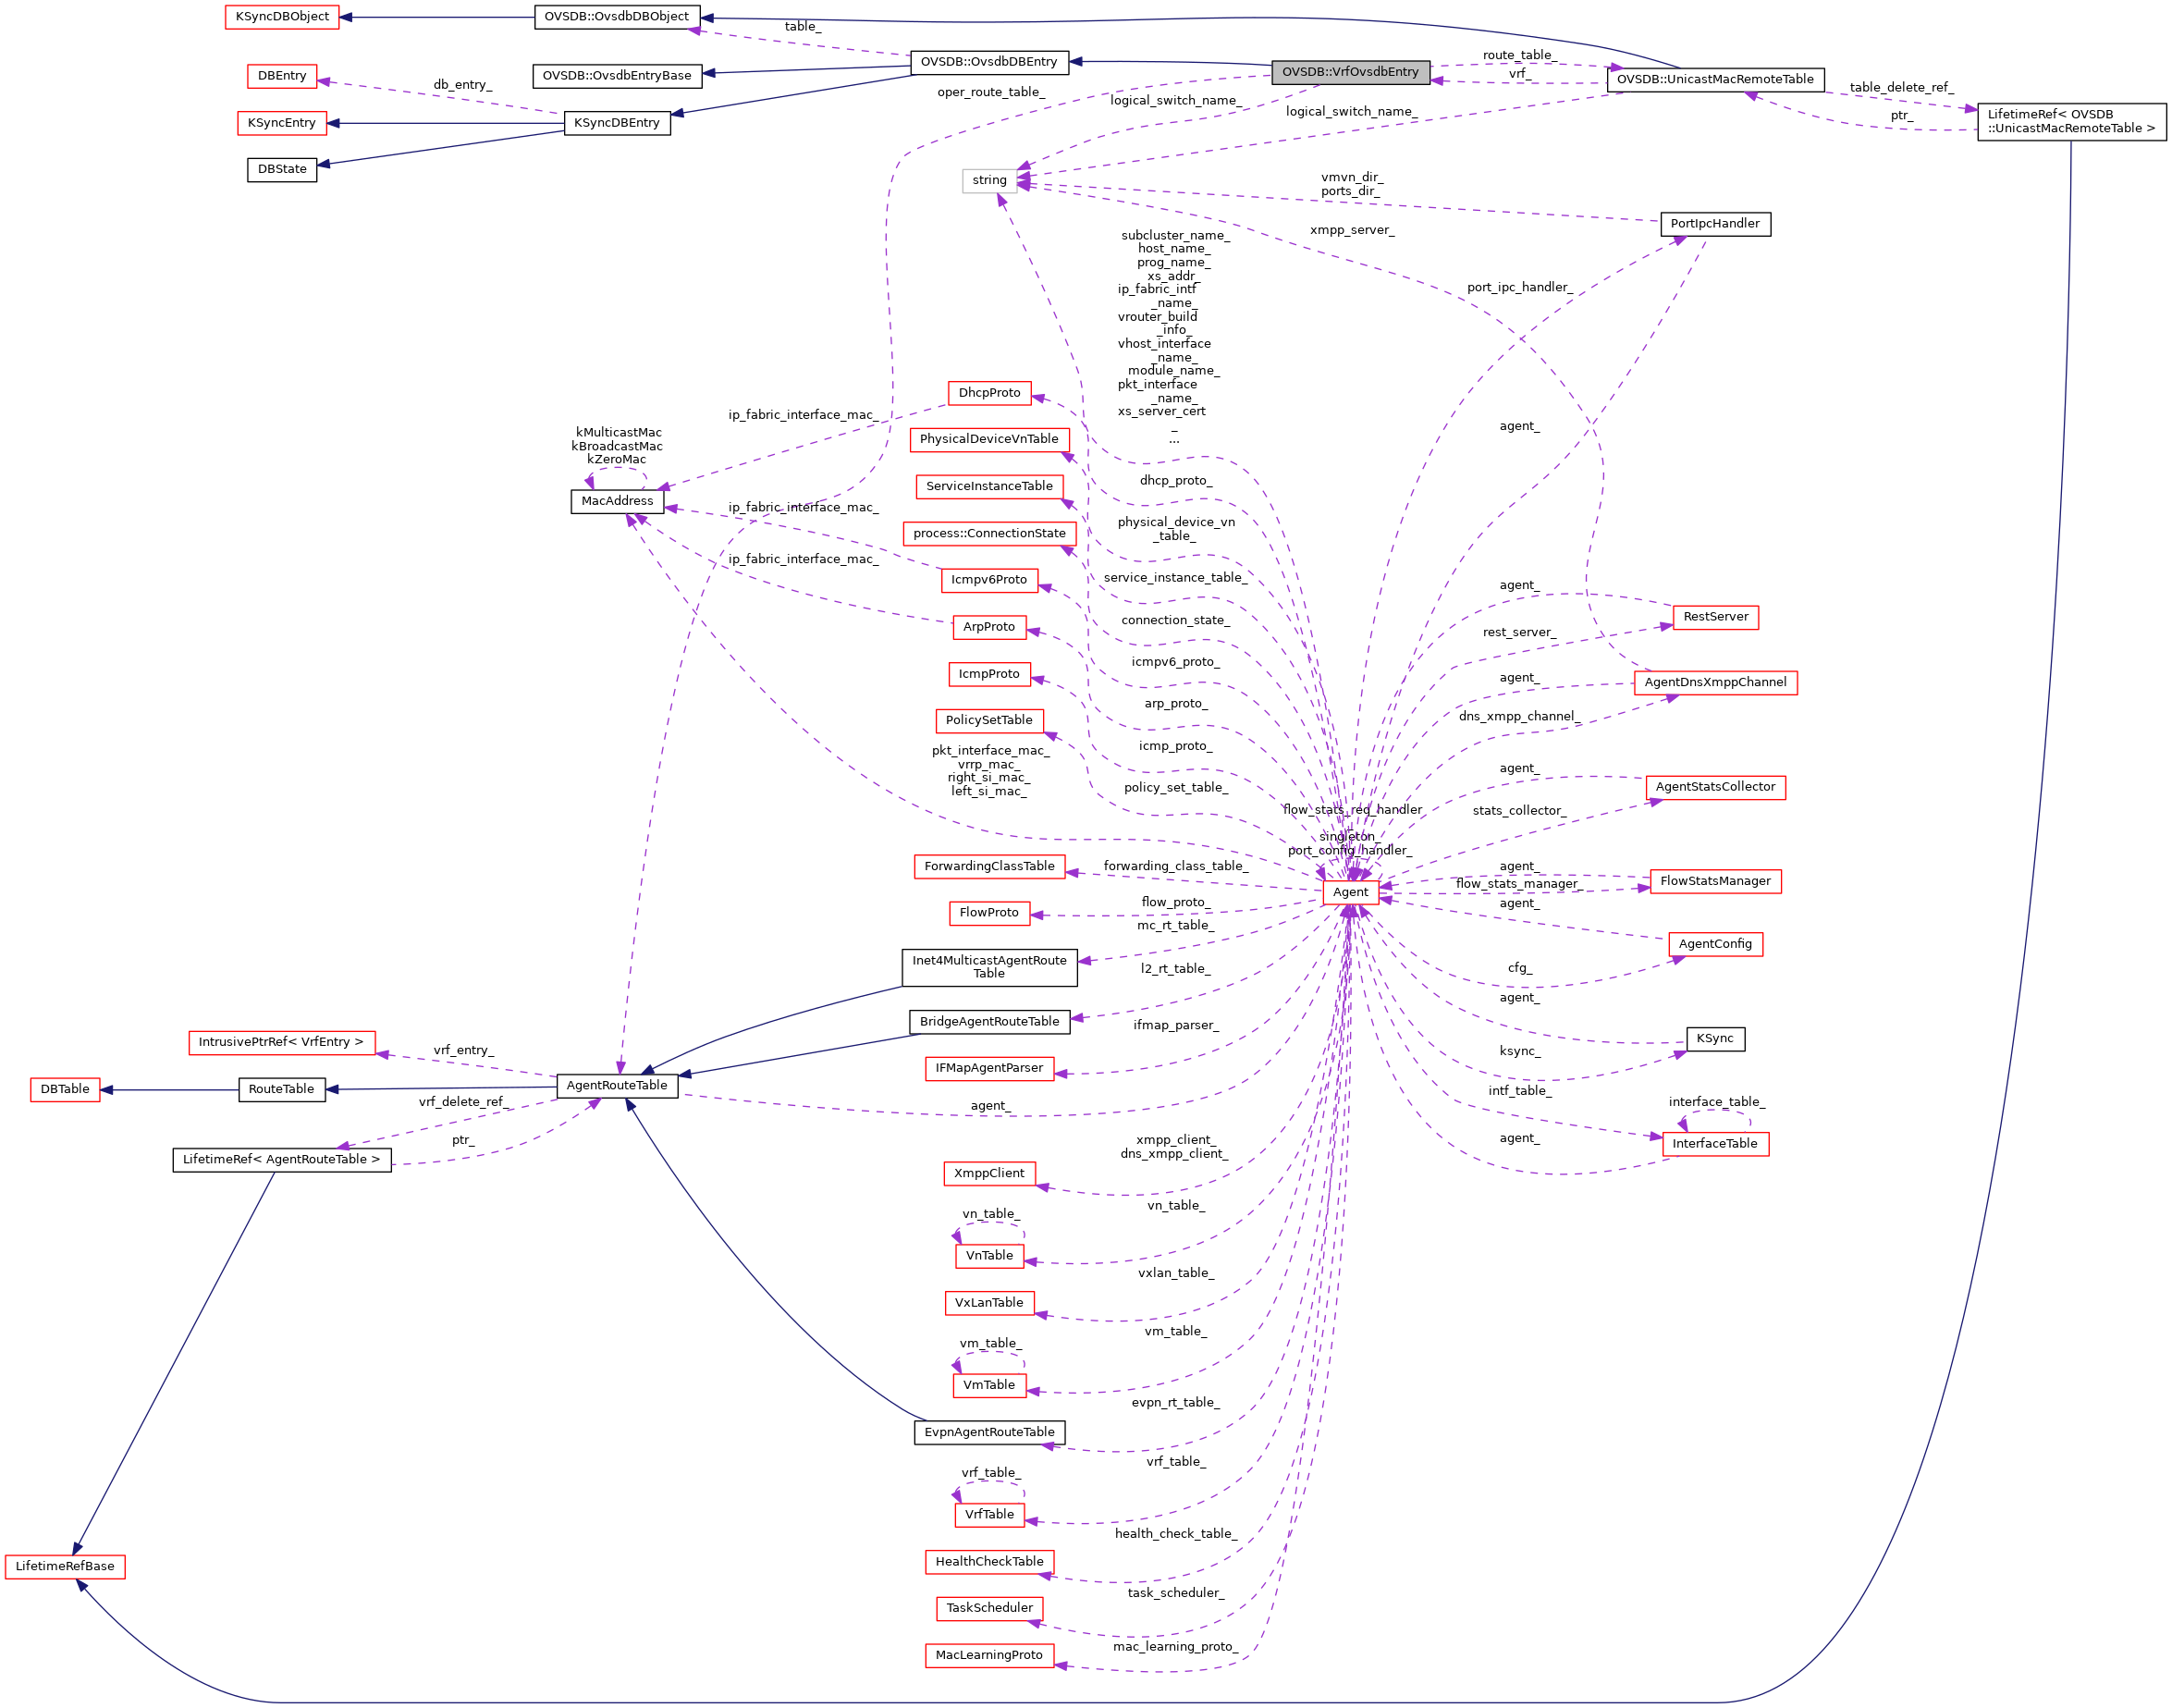 KSyncDBObject
OVSDB::OvsdbDBObject
table_
DBEntry
db_entry_
OVSDB::OvsdbEntryBase
OVSDB::OvsdbDBEntry
OVSDB::VrfOvsdbEntry
route_table_
vrf_
OVSDB::UnicastMacRemoteTable
table_delete_ref_
ptr_
LifetimeRef< OVSDB
::UnicastMacRemoteTable >
oper_route_table_
logical_switch_name_
logical_switch_name_
KSyncEntry
KSyncDBEntry
DBState
string
vmvn_dir_
ports_dir_
PortIpcHandler
xmpp_server_
subcluster_name_
host_name_
prog_name_
xs_addr_
ip_fabric_intf
_name_
vrouter_build
_info_
vhost_interface
_name_
module_name_
pkt_interface
_name_
xs_server_cert
_
...
port_ipc_handler_
agent_
DhcpProto
ip_fabric_interface_mac_
kMulticastMac
kBroadcastMac
kZeroMac
PhysicalDeviceVnTable
dhcp_proto_
MacAddress
ServiceInstanceTable
ip_fabric_interface_mac_
physical_device_vn
_table_
process::ConnectionState
ip_fabric_interface_mac_
Icmpv6Proto
service_instance_table_
agent_
RestServer
connection_state_
ArpProto
rest_server_
icmpv6_proto_
IcmpProto
agent_
AgentDnsXmppChannel
arp_proto_
PolicySetTable
dns_xmpp_channel_
icmp_proto_
pkt_interface_mac_
vrrp_mac_
right_si_mac_
left_si_mac_
agent_
AgentStatsCollector
policy_set_table_
flow_stats_req_handler
_
singleton_
port_config_handler_
stats_collector_
ForwardingClassTable
forwarding_class_table_
Agent
agent_
flow_stats_manager_
FlowStatsManager
FlowProto
flow_proto_
agent_
mc_rt_table_
AgentConfig
Inet4MulticastAgentRoute
Table
l2_rt_table_
cfg_
agent_
BridgeAgentRouteTable
ifmap_parser_
KSync
IntrusivePtrRef< VrfEntry >
vrf_entry_
ksync_
IFMapAgentParser
DBTable
RouteTable
AgentRouteTable
intf_table_
vrf_delete_ref_
agent_
interface_table_
ptr_
xmpp_client_
dns_xmpp_client_
agent_
InterfaceTable
LifetimeRef< AgentRouteTable >
XmppClient
vn_table_
vn_table_
VnTable
vxlan_table_
VxLanTable
vm_table_
vm_table_
VmTable
evpn_rt_table_
EvpnAgentRouteTable
vrf_table_
vrf_table_
VrfTable
health_check_table_
LifetimeRefBase
HealthCheckTable
task_scheduler_
TaskScheduler
mac_learning_proto_
MacLearningProto